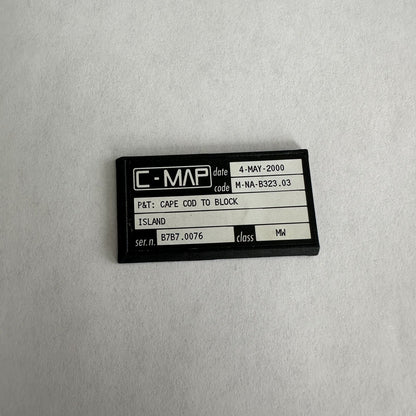 C-MAP date 4-MAY-2000
code M-NA-B323.03
P&T: CAPE COD TO BLOCK
ISLAND
ser.n. B7B7.0076 class MW